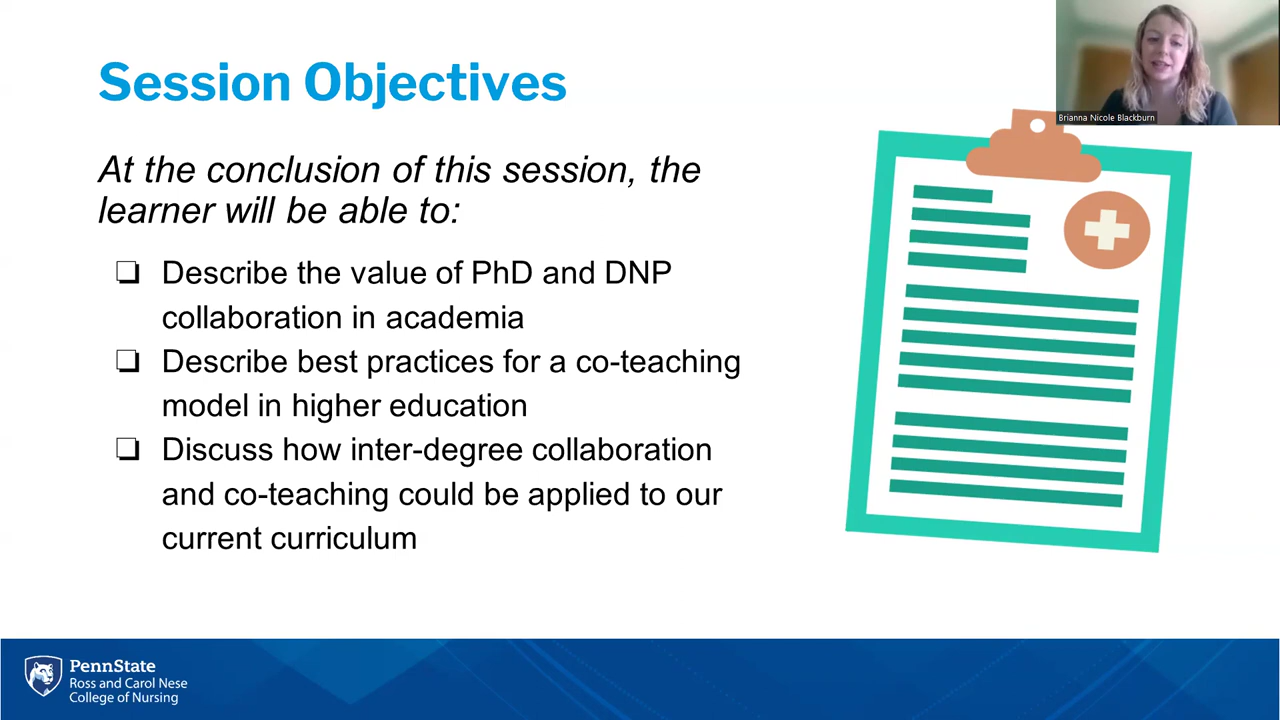 Session Objectives
Brianna Nicole Blackburn
At the conclusion of this session, the
learner will be able to:
Describe the value of PhD and DNP
collaboration in academia
Describe best practices for a co-teaching
model in higher education
Discuss how inter-degree collaboration
and co-teaching could be applied to our
current curriculum
PennState
Ross and Carol Nese
College of Nursing